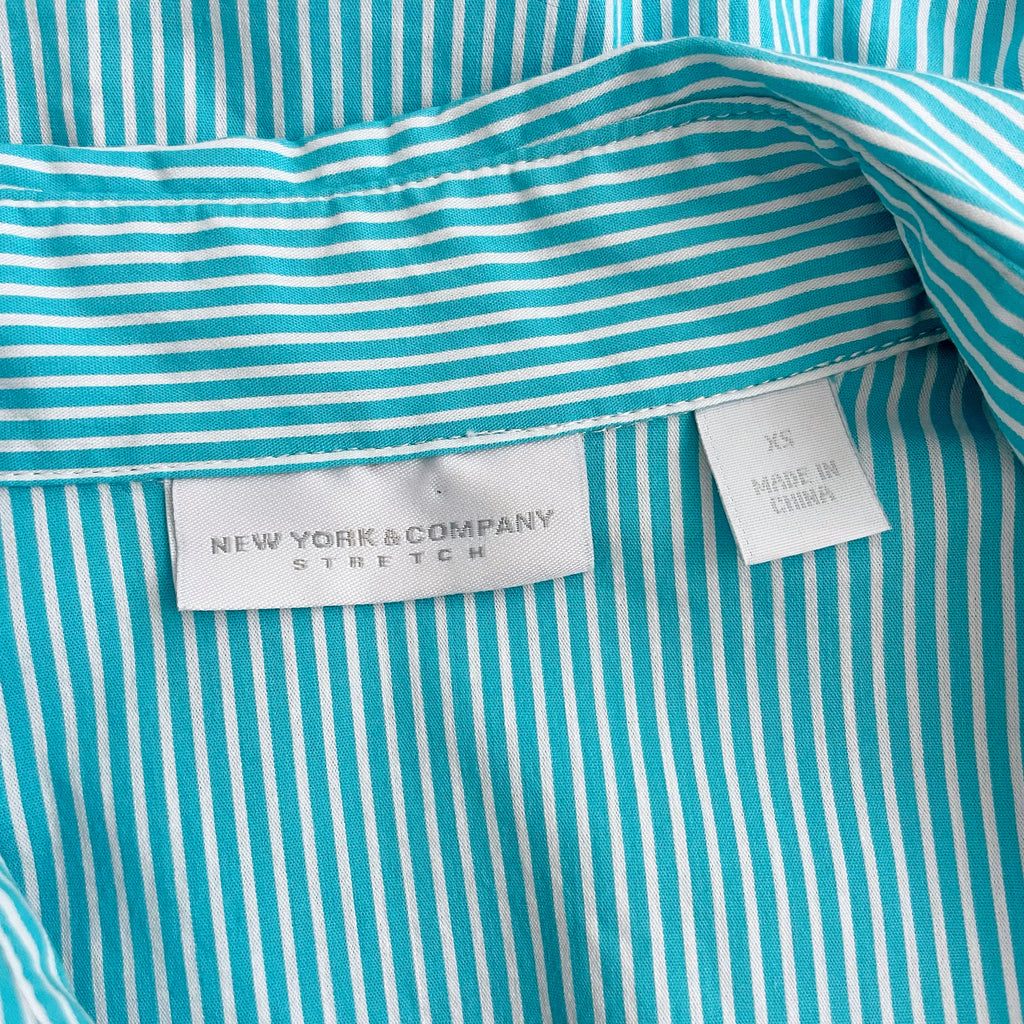 NEW YORK & COMPANY
STRETCH
XS
MADE IN
CHINA